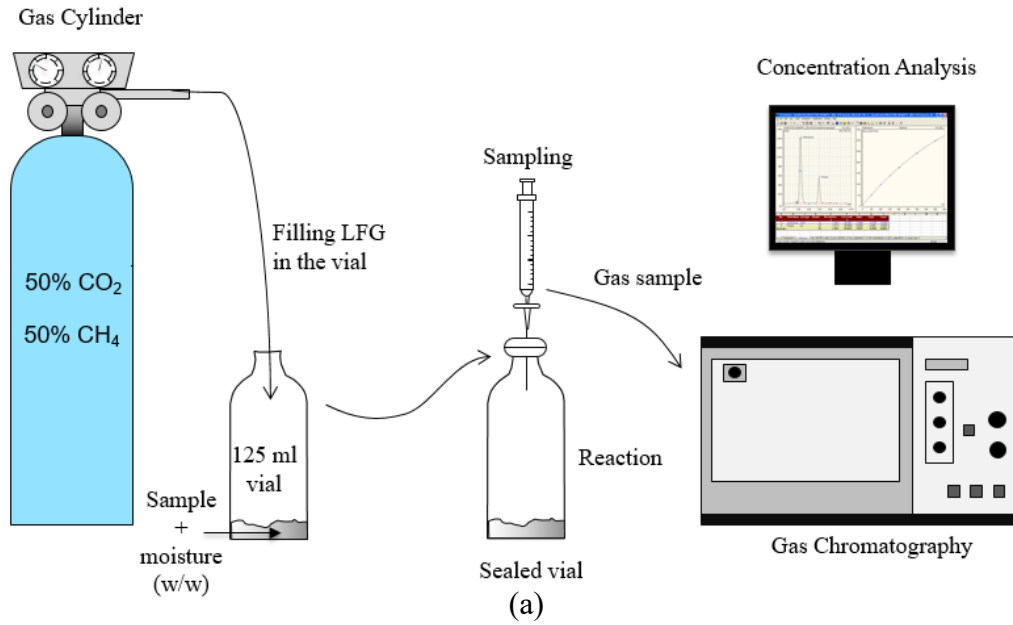 Gas Cylinder
50% CO₂
50% CH₄
Filling LFG
in the vial
125 ml
vial
Sample
+
moisture
(w/w)
Sampling
Gas sample
Reaction
Sealed vial
Concentration Analysis
Gas Chromatography
(a)